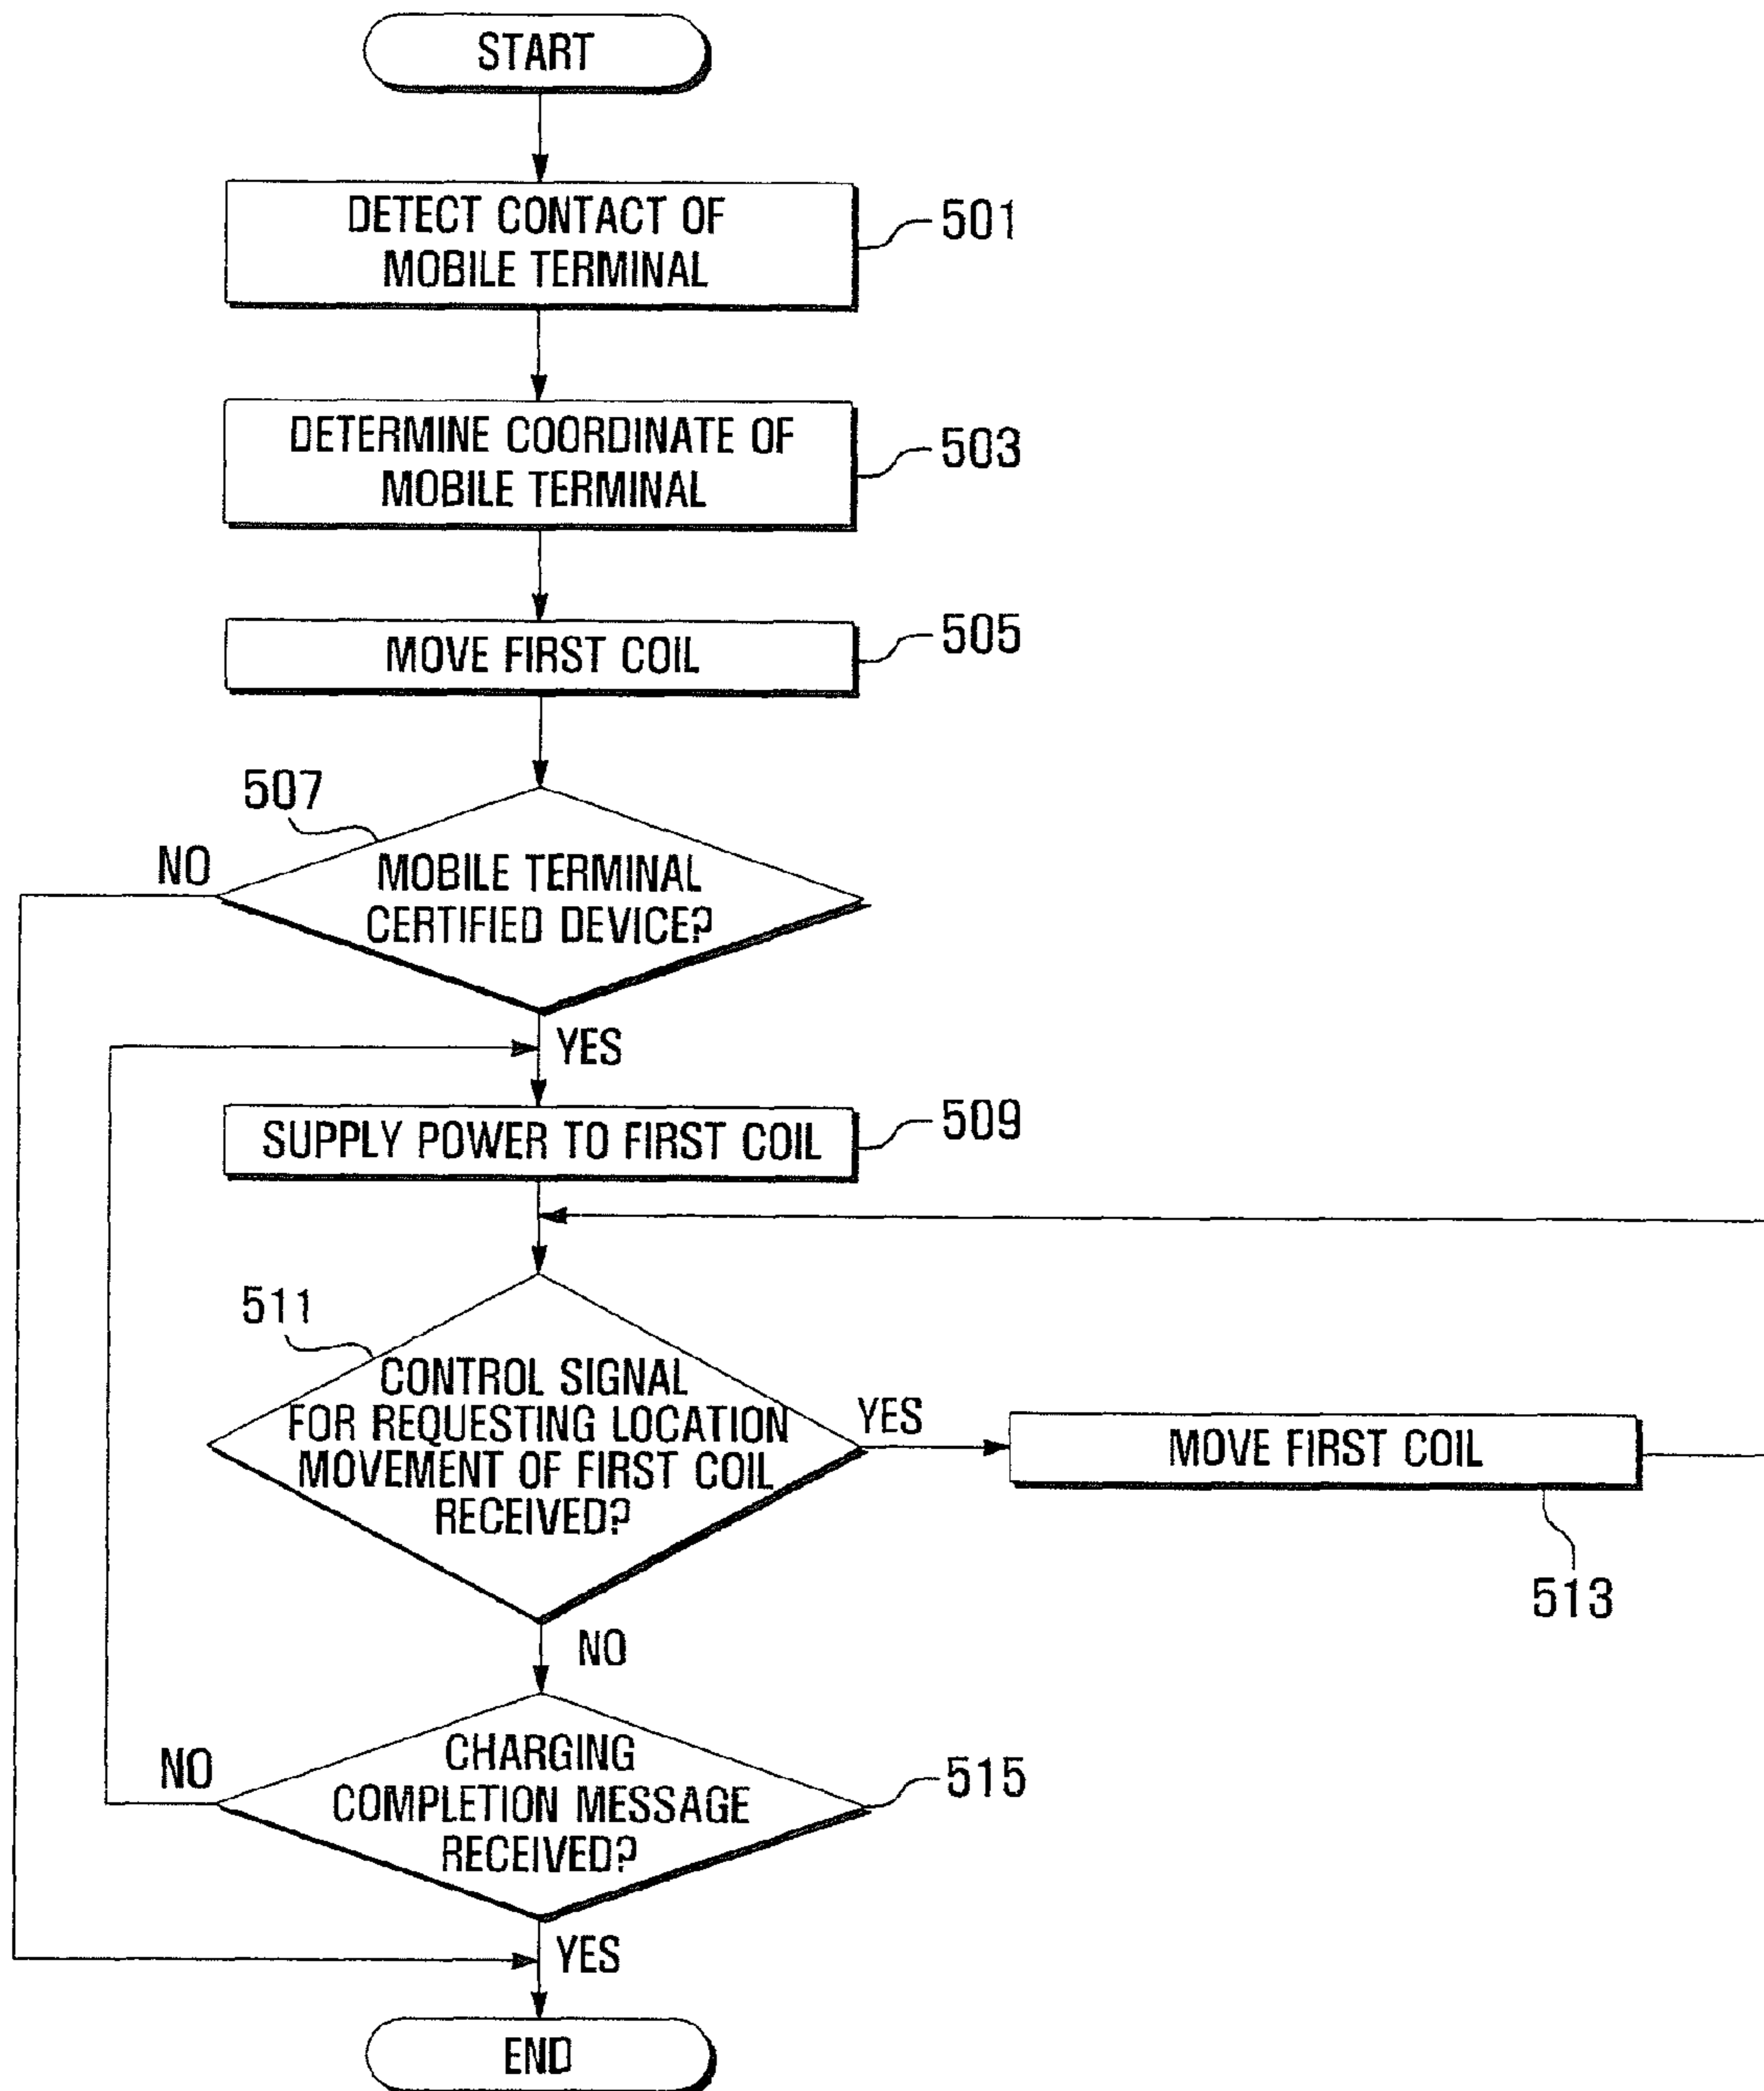 START
DETECT CONTACT OF
MOBILE TERMINAL
501
DETERMINE COORDINATE OF
MOBILE TERMINAL
503
MOVE FIRST COIL
505
507
NO
MOBILE TERMINAL
CERTIFIED DEVICE?
YES
SUPPLY POWER TO FIRST COIL
509
511
CONTROL SIGNAL
FOR REQUESTING LOCATION
MOVEMENT OF FIRST COIL
RECEIVED?
YES
MOVE FIRST COIL
513
NO
NO
CHARGING
COMPLETION MESSAGE
RECEIVED?
515
YES
END